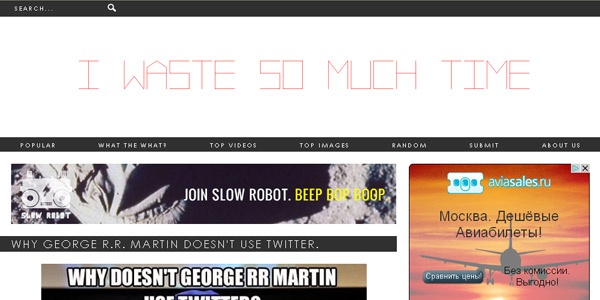 SEARCH...
I WASTE SO MUCH TIME
POPULAR WHAT THE WHAT? TOP VIDEOS TOP IMAGES RANDOM SUBMIT ABOUT US
SLOW ROBOT
JOIN SLOW ROBOT. BEEP BOP BOOP.
aviasales.ru
Москва. Дешёвые
Авиабилеты!
Сравнить цены!
Без комиссии.
Выгодно!
WHY GEORGE R.R. MARTIN DOESN'T USE TWITTER.
WHY DOESN'T GEORGE RR MARTIN
USE TWITTER?